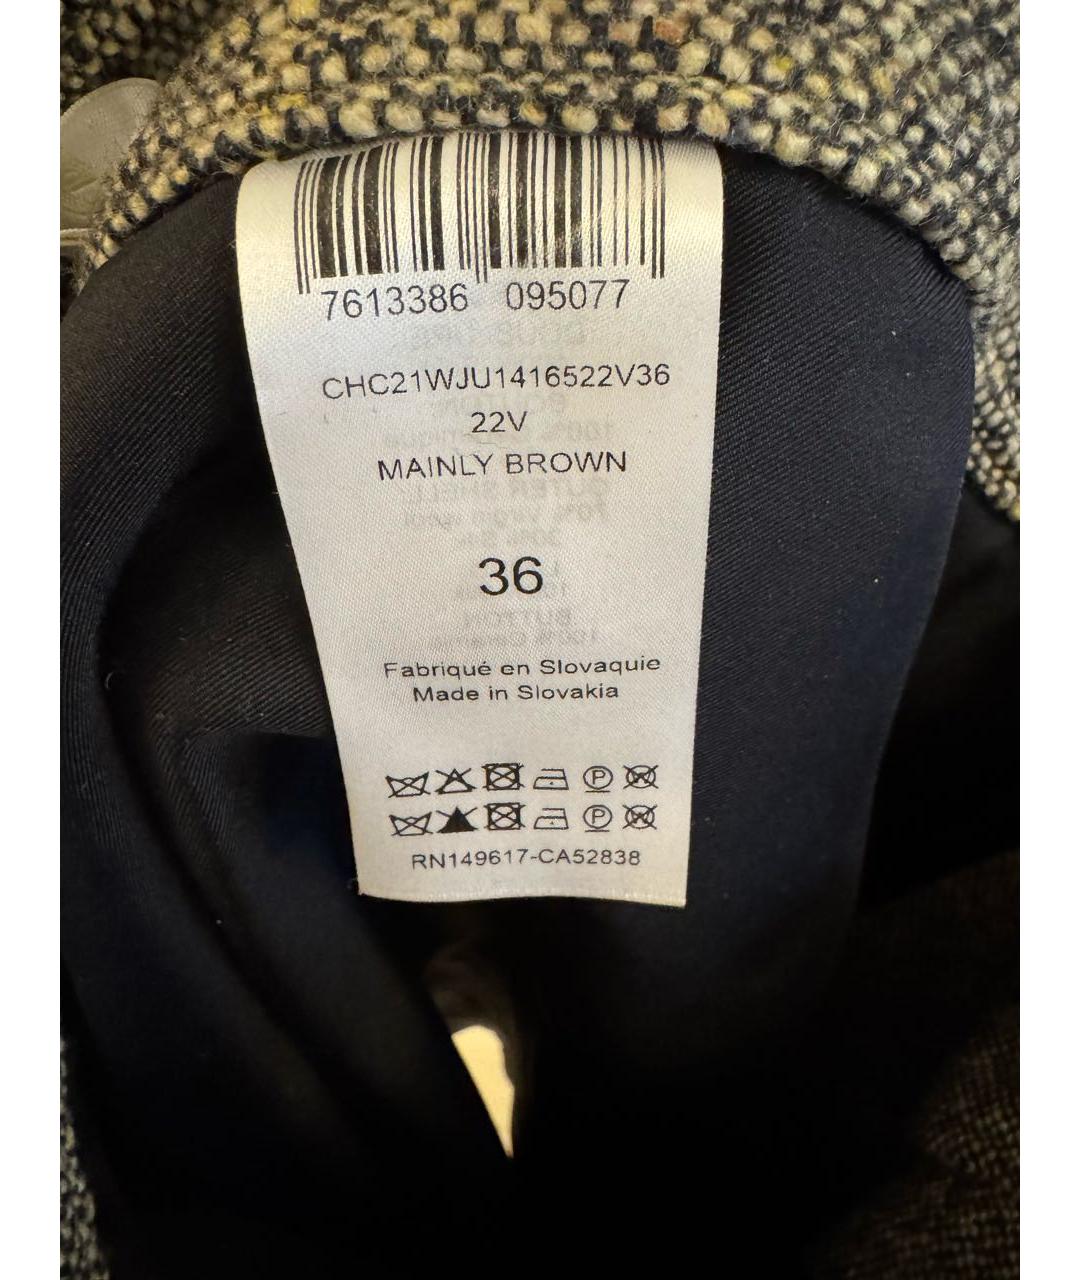 7613386 095077
CHC21WJU1416522V36
22V
MAINLY BROWN
36
Fabriqué en Slovaquie
Made in Slovakia
RN149617-CA52838